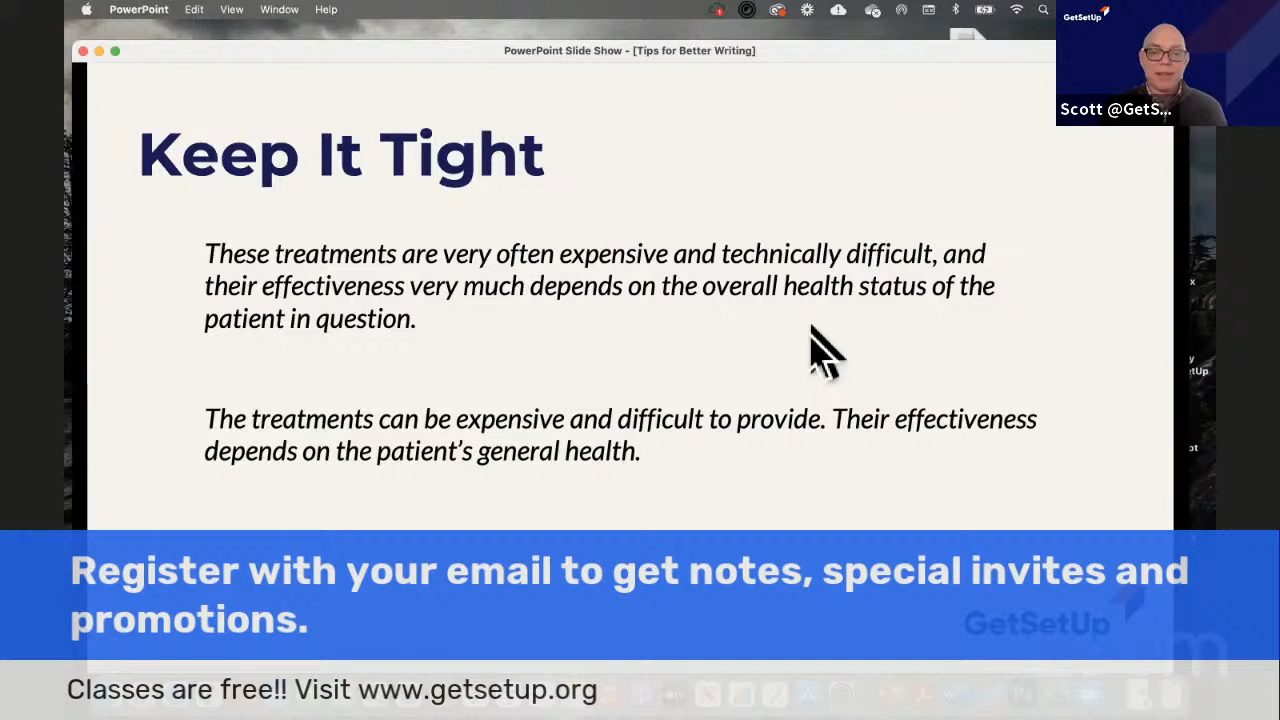 PowerPoint Edit View Window Help
GetSetUp
PowerPoint Slide Show - [Tips for Better Writing]
Scott @GetS...
Keep It Tight
These treatments are very often expensive and technically difficult, and
their effectiveness very much depends on the overall health status of the
patient in question.
The treatments can be expensive and difficult to provide. Their effectiveness
depends on the patient's general health.
Register with your email to get notes, special invites and
promotions.
GetSetUp
Classes are free!! Visit www.getsetup.org